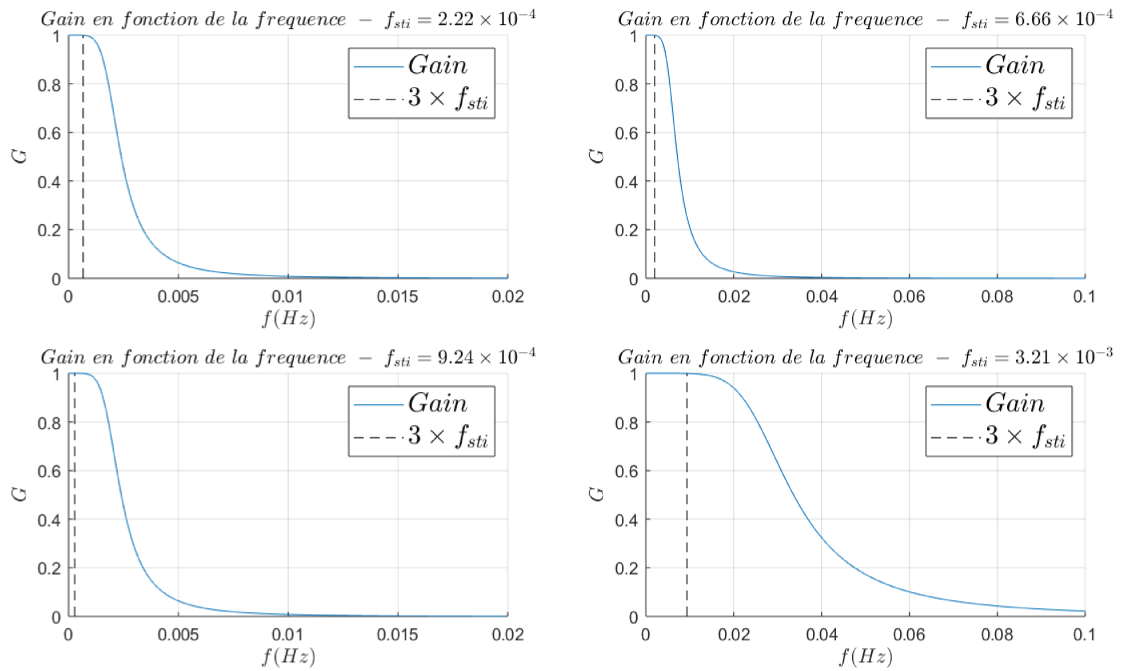 Gain en fonction de la frequence − f_sti = 2.22 × 10⁻⁴
1
0.8
0.6
0.4
0.2
0
G
Gain
3 × f_sti
0 0.005 0.01 0.015 0.02
f(Hz)
Gain en fonction de la frequence − f_sti = 6.66 × 10⁻⁴
1
0.8
0.6
0.4
0.2
0
G
Gain
3 × f_sti
0 0.02 0.04 0.06 0.08 0.1
f(Hz)
Gain en fonction de la frequence − f_sti = 9.24 × 10⁻⁴
1
0.8
0.6
0.4
0.2
0
G
Gain
3 × f_sti
0 0.005 0.01 0.015 0.02
f(Hz)
Gain en fonction de la frequence − f_sti = 3.21 × 10⁻³
1
0.8
0.6
0.4
0.2
0
G
Gain
3 × f_sti
0 0.02 0.04 0.06 0.08 0.1
f(Hz)